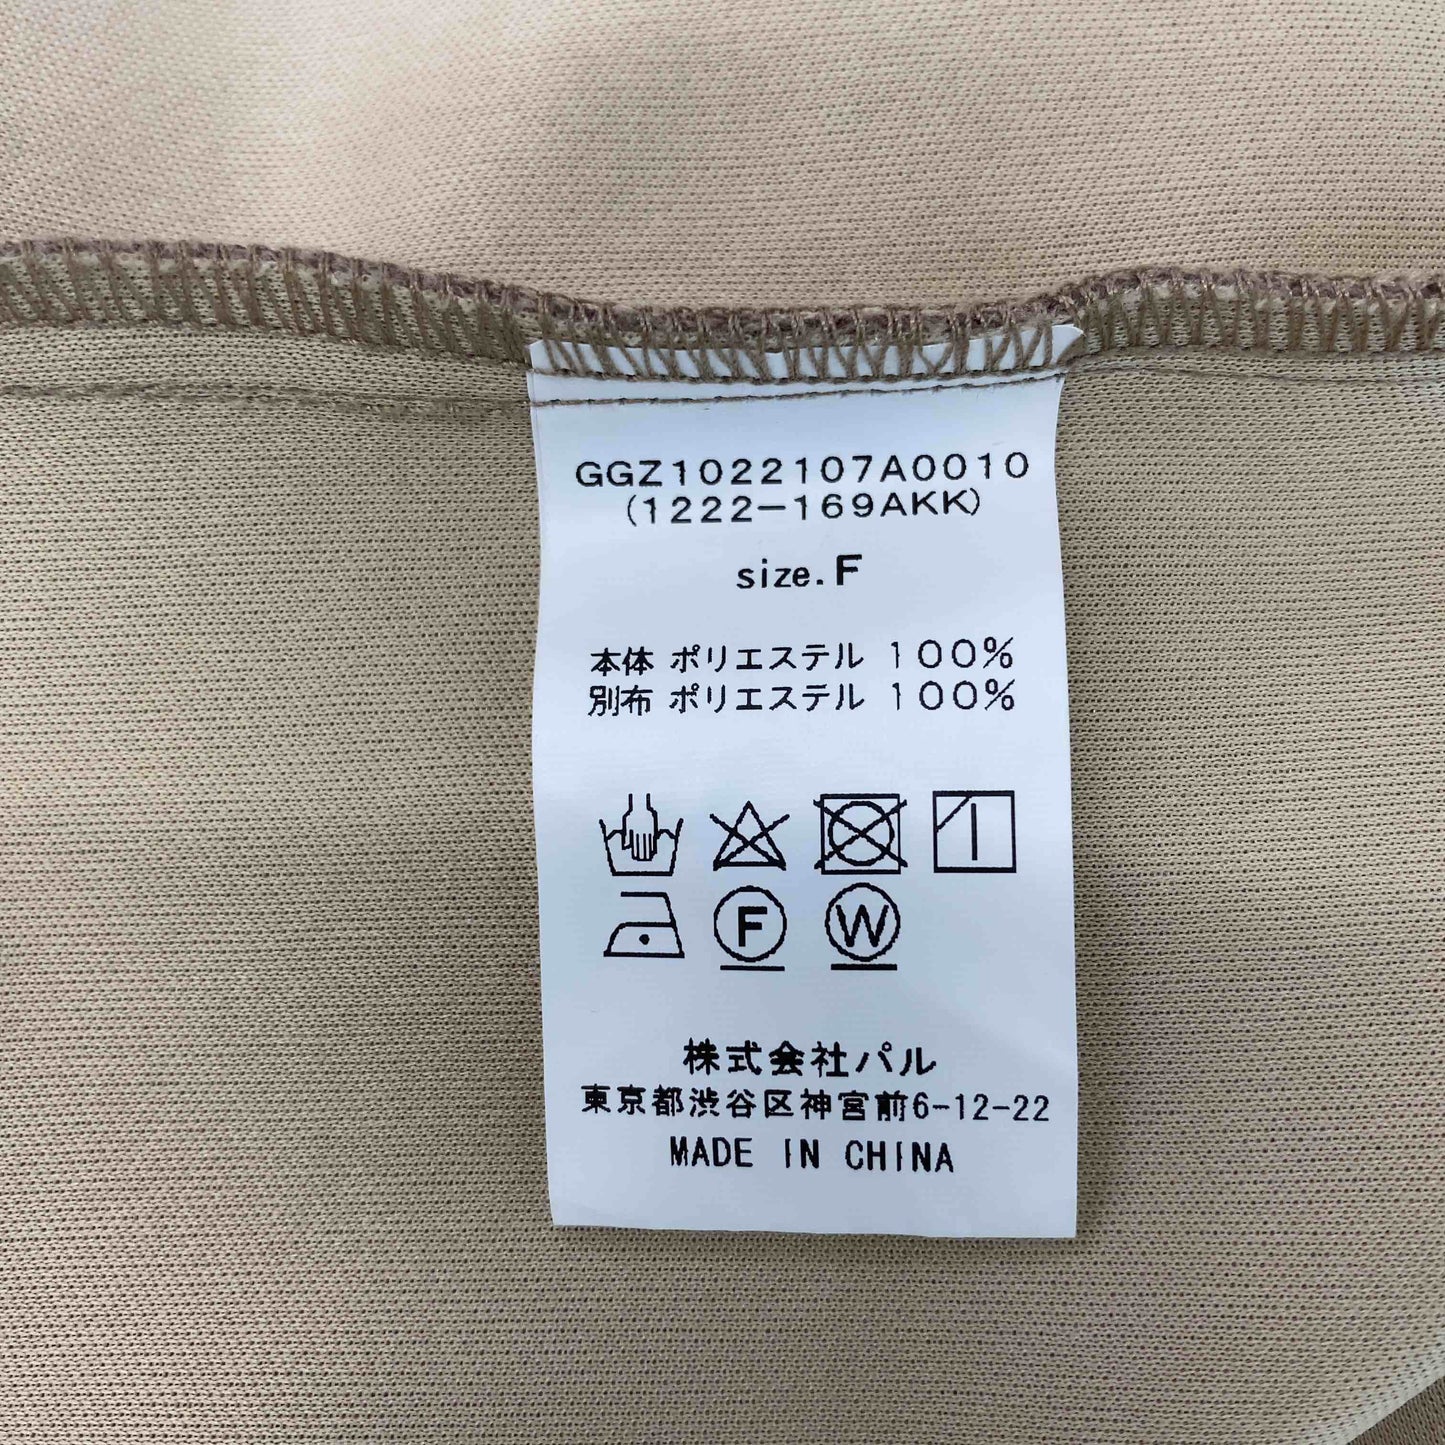 GGZ1022107A0010
(1222-169AKK)
size.F
本体 ポリエステル 100%
別布 ポリエステル 100%
F W
株式会社パル
東京都渋谷区神宮前6-12-22
MADE IN CHINA